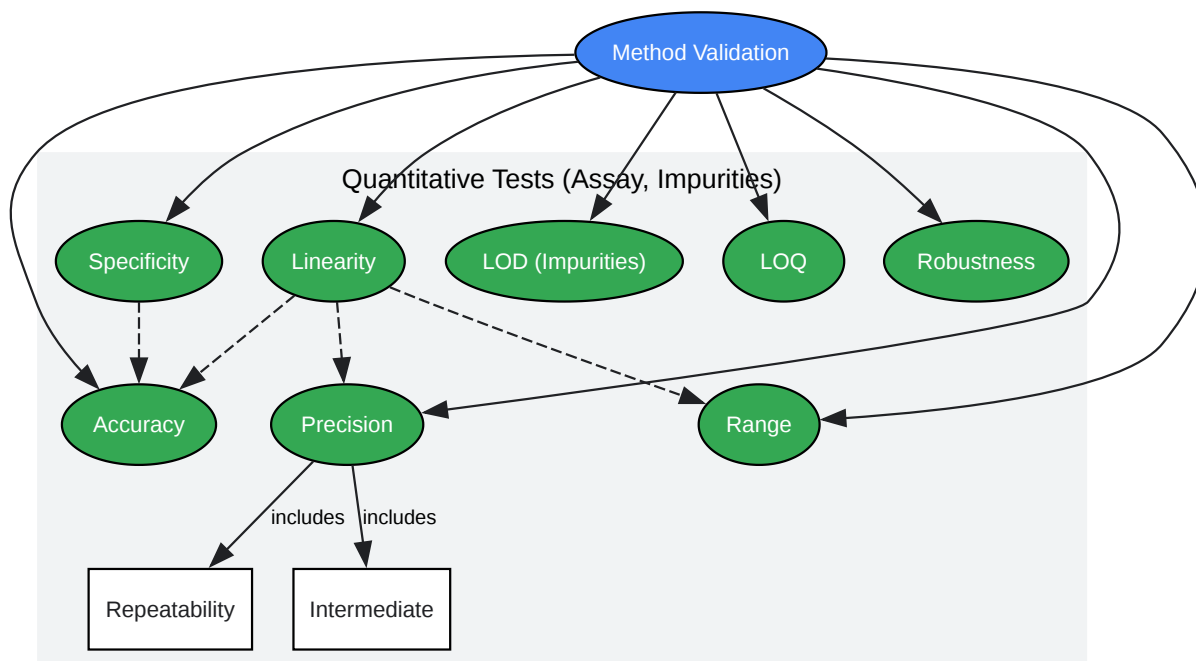 Method Validation
Quantitative Tests (Assay, Impurities)
Specificity
Linearity
LOD (Impurities)
LOQ
Robustness
Accuracy
Precision
Range
includes
includes
Repeatability
Intermediate